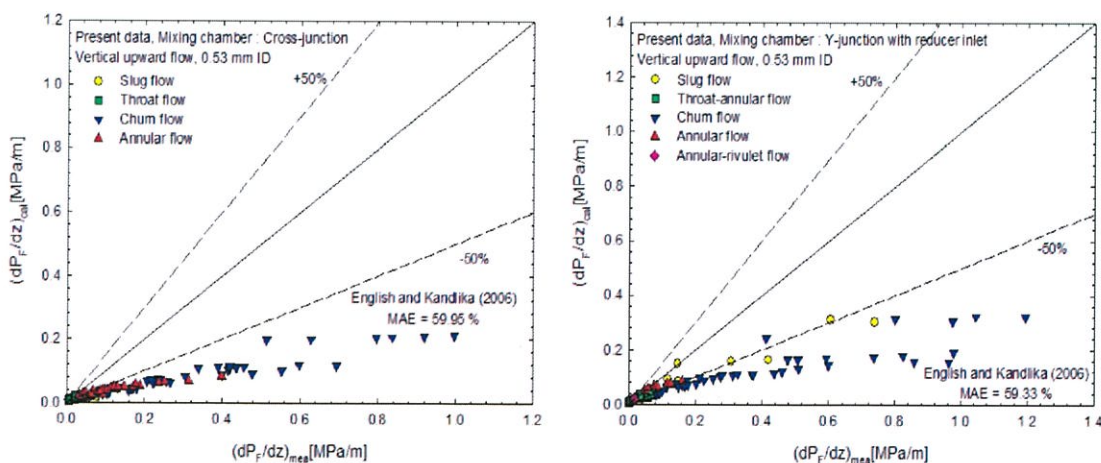 Present data, Mixing chamber : Cross-junction
Vertical upward flow, 0.53 mm ID
Slug flow
Throat flow
Churn flow
Annular flow
+50%
-50%
English and Kandlika (2006)
MAE = 59.95 %
1.2
1.0
0.8
0.6
0.4
0.2
0.0
0.0 0.2 0.4 0.6 0.8 1.0 1.2
(dP_F/dz)_cal[MPa/m]
(dP_F/dz)_mea[MPa/m]
Present data, Mixing chamber : Y-junction with reducer inlet
Vertical upward flow, 0.53 mm ID
Slug flow
Throat-annular flow
Churn flow
Annular flow
Annular-rivulet flow
+50%
-50%
English and Kandlika (2006)
MAE = 59.33 %
1.4
1.2
1.0
0.8
0.6
0.4
0.2
0.0
0.0 0.2 0.4 0.6 0.8 1.0 1.2 1.4
(dP_F/dz)_cal[MPa/m]
(dP_F/dz)_mea[MPa/m]